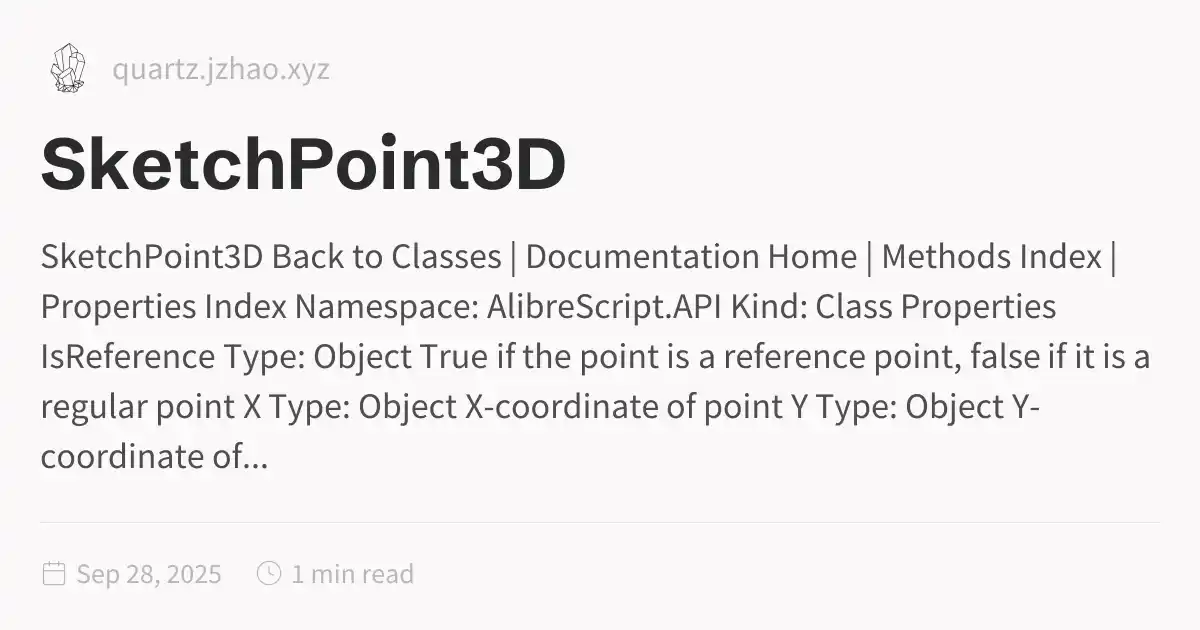 quartz.jzhao.xyz
SketchPoint3D
SketchPoint3D Back to Classes | Documentation Home | Methods Index |
Properties Index Namespace: AlibreScript.API Kind: Class Properties
IsReference Type: Object True if the point is a reference point, false if it is a
regular point X Type: Object X-coordinate of point Y Type: Object Y-
coordinate of...
Sep 28, 2025 1 min read